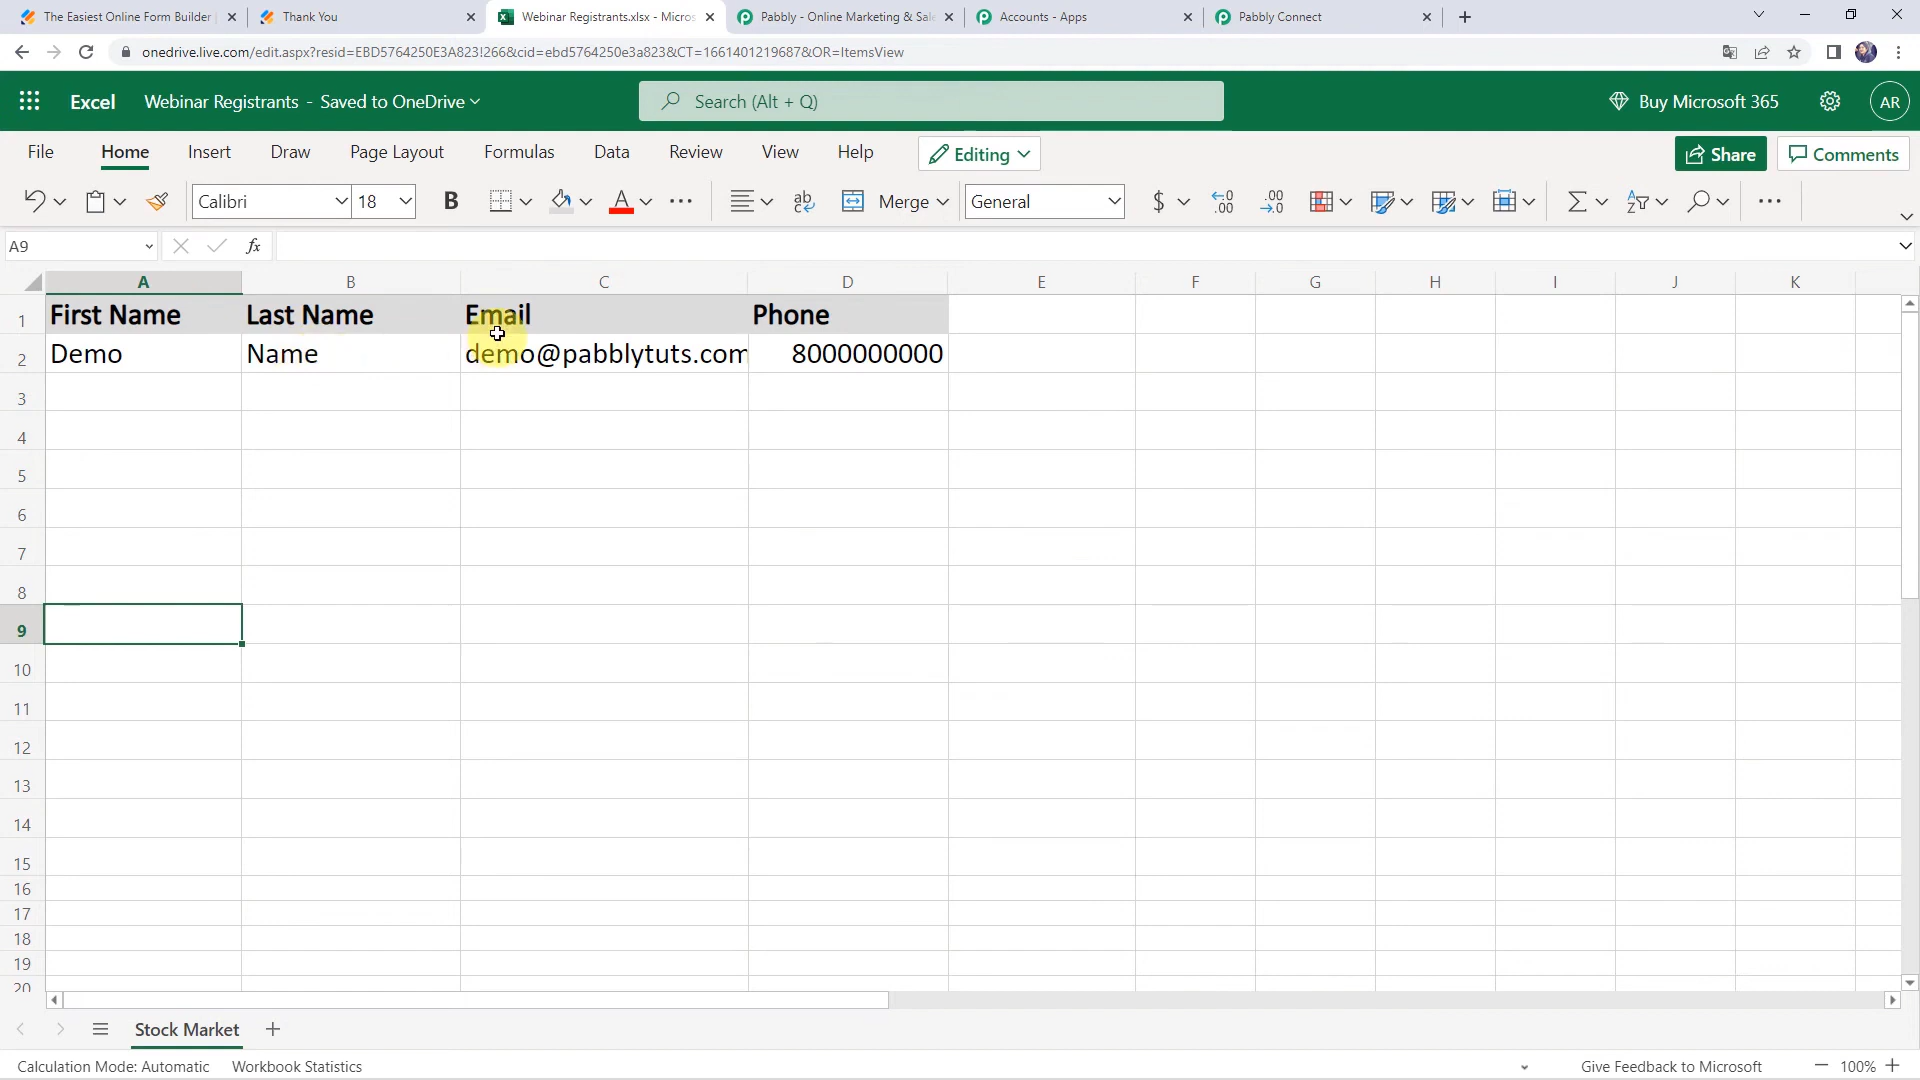 The Easiest Online Form Builder
Thank You
Webinar Registrants.xlsx - Micros
Pabbly - Online Marketing & Sale
Accounts - Apps
Pabbly Connect
onedrive.live.com/edit.aspx?resid=EBD5764250E3A823!266&cid=ebd5764250e3a823&CT=1661401219687&OR=ItemsView
Excel
Webinar Registrants - Saved to OneDrive
Search (Alt + Q)
Buy Microsoft 365
AR
File
Home
Insert
Draw
Page Layout
Formulas
Data
Review
View
Help
Editing
Share
Comments
Calibri
18
B
A
ab
Merge
General
$
.00
.00
A9
fx
A B C D E F G H I J K
1 First Name Last Name Email Phone
2 Demo Name demo@pabblytuts.com 8000000000
3
4
5
6
7
8
9
10
11
12
13
14
15
16
17
18
19
20
Stock Market
Calculation Mode: Automatic
Workbook Statistics
Give Feedback to Microsoft
100%